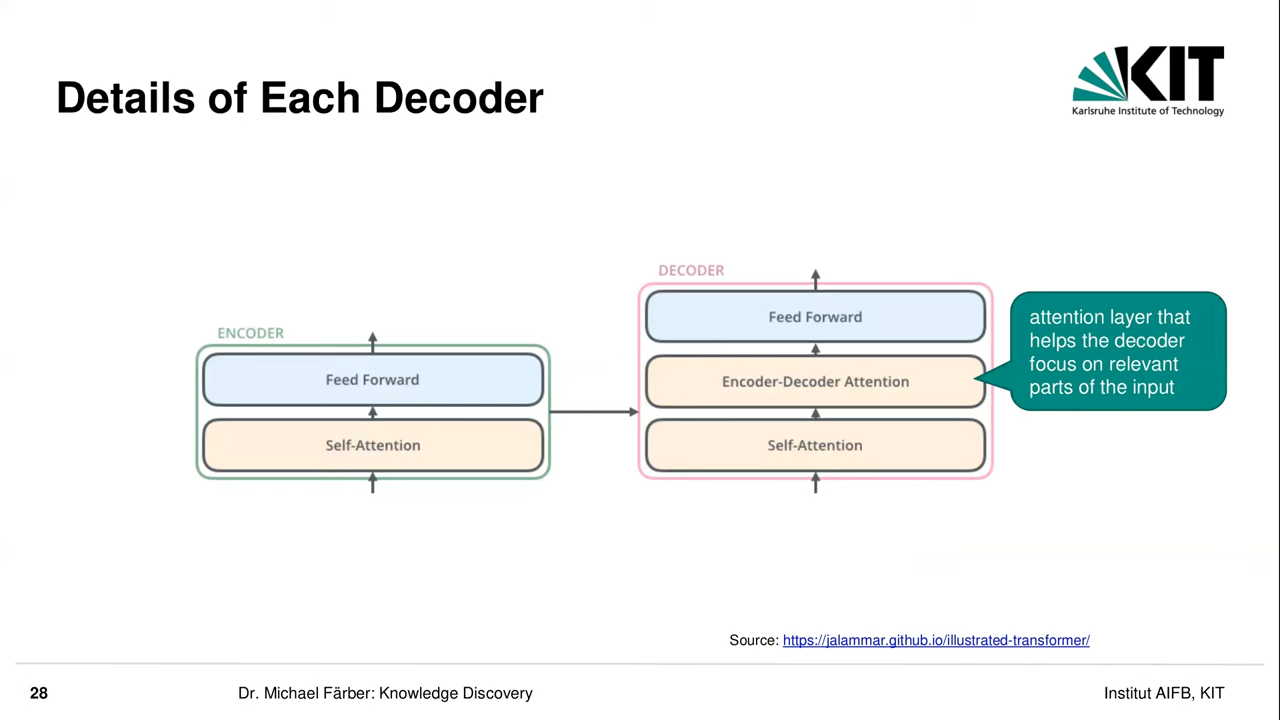 KIT
Karlsruhe Institute of Technology
Details of Each Decoder
DECODER
Feed Forward
Encoder-Decoder Attention
Self-Attention
ENCODER
Feed Forward
Self-Attention
attention layer that
helps the decoder
focus on relevant
parts of the input
Source: https://jalammar.github.io/illustrated-transformer/
28
Dr. Michael Färber: Knowledge Discovery
Institut AIFB, KIT